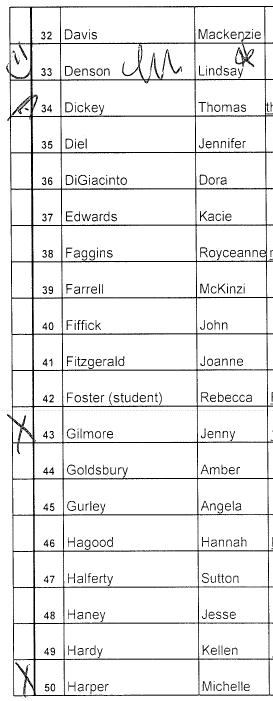 32 Davis Mackenzie
33 Denson Lindsay
34 Dickey Thomas
35 Diel Jennifer
36 DiGiacinto Dora
37 Edwards Kacie
38 Faggins Royceanne
39 Farrell McKinzi
40 Fiffick John
41 Fitzgerald Joanne
42 Foster (student) Rebecca
43 Gilmore Jenny
44 Goldsbury Amber
45 Gurley Angela
46 Hagood Hannah
47 Halferty Sutton
48 Haney Jesse
49 Hardy Kellen
50 Harper Michelle